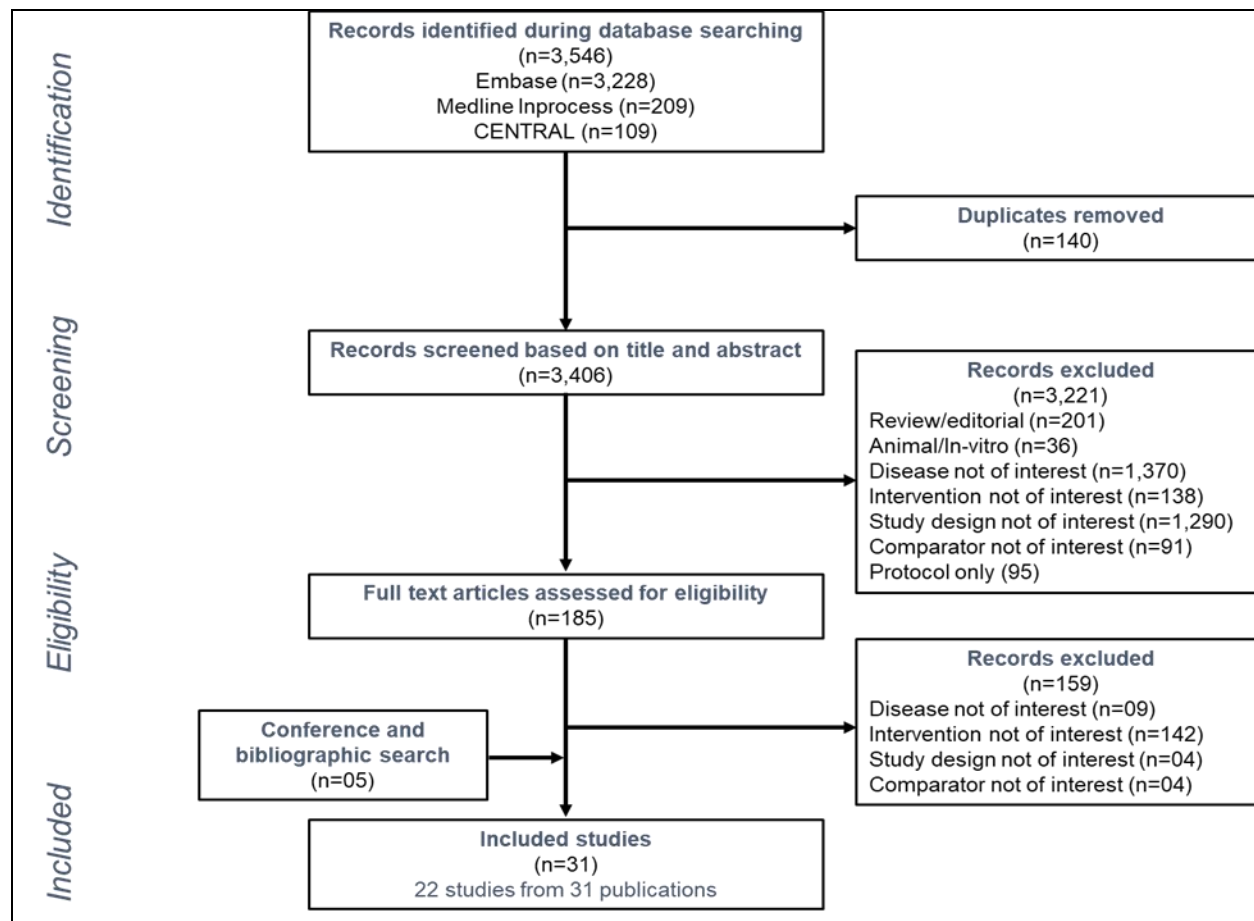 Identification
Records identified during database searching
(n=3,546)
Embase (n=3,228)
Medline Inprocess (n=209)
CENTRAL (n=109)
Duplicates removed
(n=140)
Screening
Records screened based on title and abstract
(n=3,406)
Records excluded
(n=3,221)
Review/editorial (n=201)
Animal/In-vitro (n=36)
Disease not of interest (n=1,370)
Intervention not of interest (n=138)
Study design not of interest (n=1,290)
Comparator not of interest (n=91)
Protocol only (95)
Eligibility
Full text articles assessed for eligibility
(n=185)
Records excluded
(n=159)
Disease not of interest (n=09)
Intervention not of interest (n=142)
Study design not of interest (n=04)
Comparator not of interest (n=04)
Conference and
bibliographic search
(n=05)
Included
Included studies
(n=31)
22 studies from 31 publications